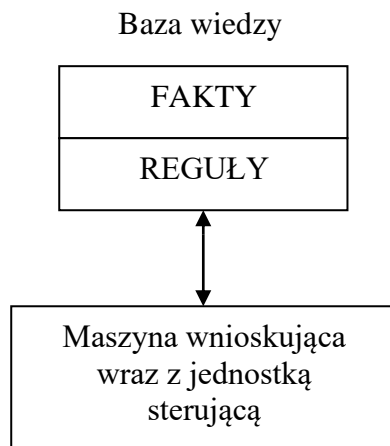 Baza wiedzy
FAKTY
REGUŁY
Maszyna wnioskująca
wraz z jednostką
sterującą